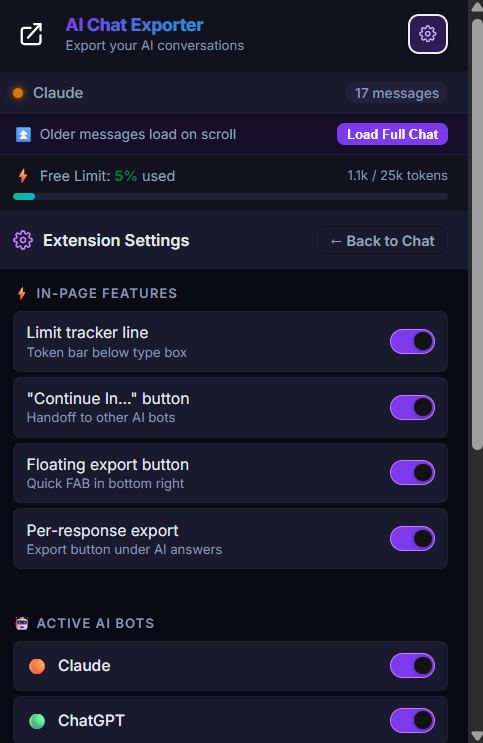 AI Chat Exporter
Export your AI conversations
Claude
17 messages
Older messages load on scroll
Load Full Chat
Free Limit: 5% used
1.1k / 25k tokens
Extension Settings
← Back to Chat
IN-PAGE FEATURES
Limit tracker line
Token bar below type box
"Continue In..." button
Handoff to other AI bots
Floating export button
Quick FAB in bottom right
Per-response export
Export button under AI answers
ACTIVE AI BOTS
Claude
ChatGPT